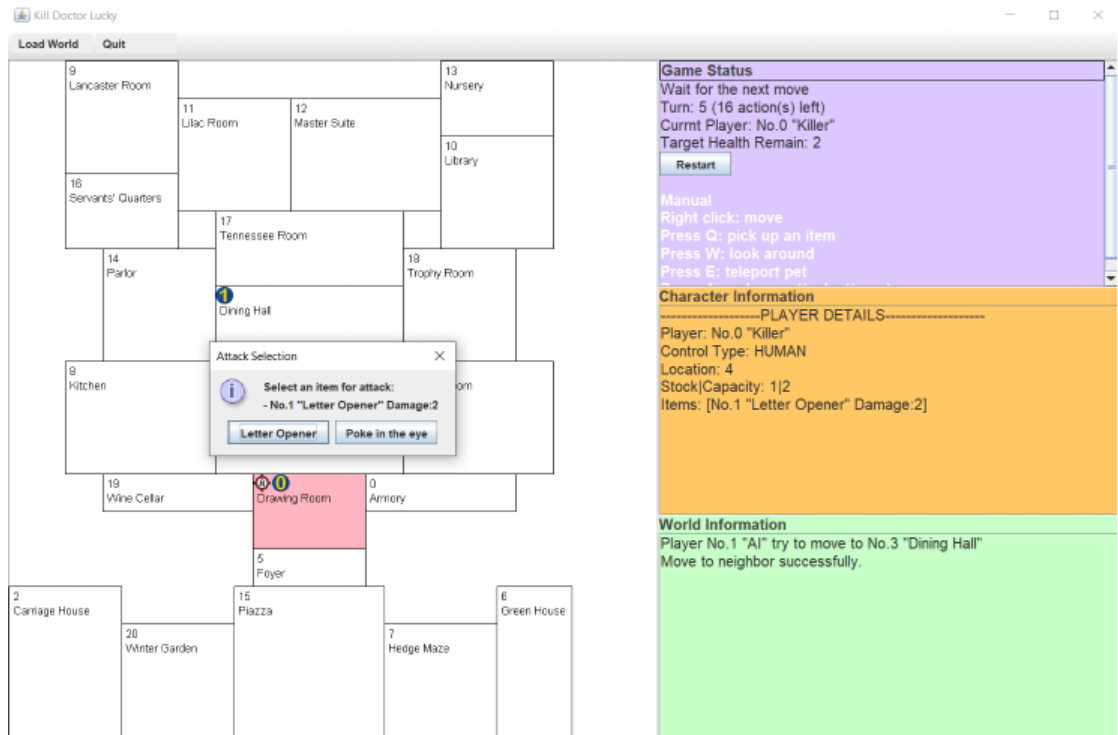 Kill Doctor Lucky
Load World Quit
9
Lancaster Room
13
Nursery
11
Lilac Room
12
Master Suite
10
Library
16
Servants' Quarters
17
Tennessee Room
14
Parlor
18
Trophy Room
1
Dining Hall
8
Kitchen
om
19
Wine Cellar
0
Drawing Room
0
Armory
5
Foyer
2
Carriage House
15
Piazza
6
Green House
20
Winter Garden
7
Hedge Maze
Attack Selection
Select an item for attack:
- No.1 "Letter Opener" Damage:2
Letter Opener Poke in the eye
Game Status
Wait for the next move
Turn: 5 (16 action(s) left)
Currnt Player: No.0 "Killer"
Target Health Remain: 2
Restart
Manual
Right click: move
Press Q: pick up an item
Press W: look around
Press E: teleport pet
Character Information
-------------------PLAYER DETAILS-------------------
Player: No.0 "Killer"
Control Type: HUMAN
Location: 4
Stock|Capacity: 1|2
Items: [No.1 "Letter Opener" Damage:2]
World Information
Player No.1 "AI" try to move to No.3 "Dining Hall"
Move to neighbor successfully.